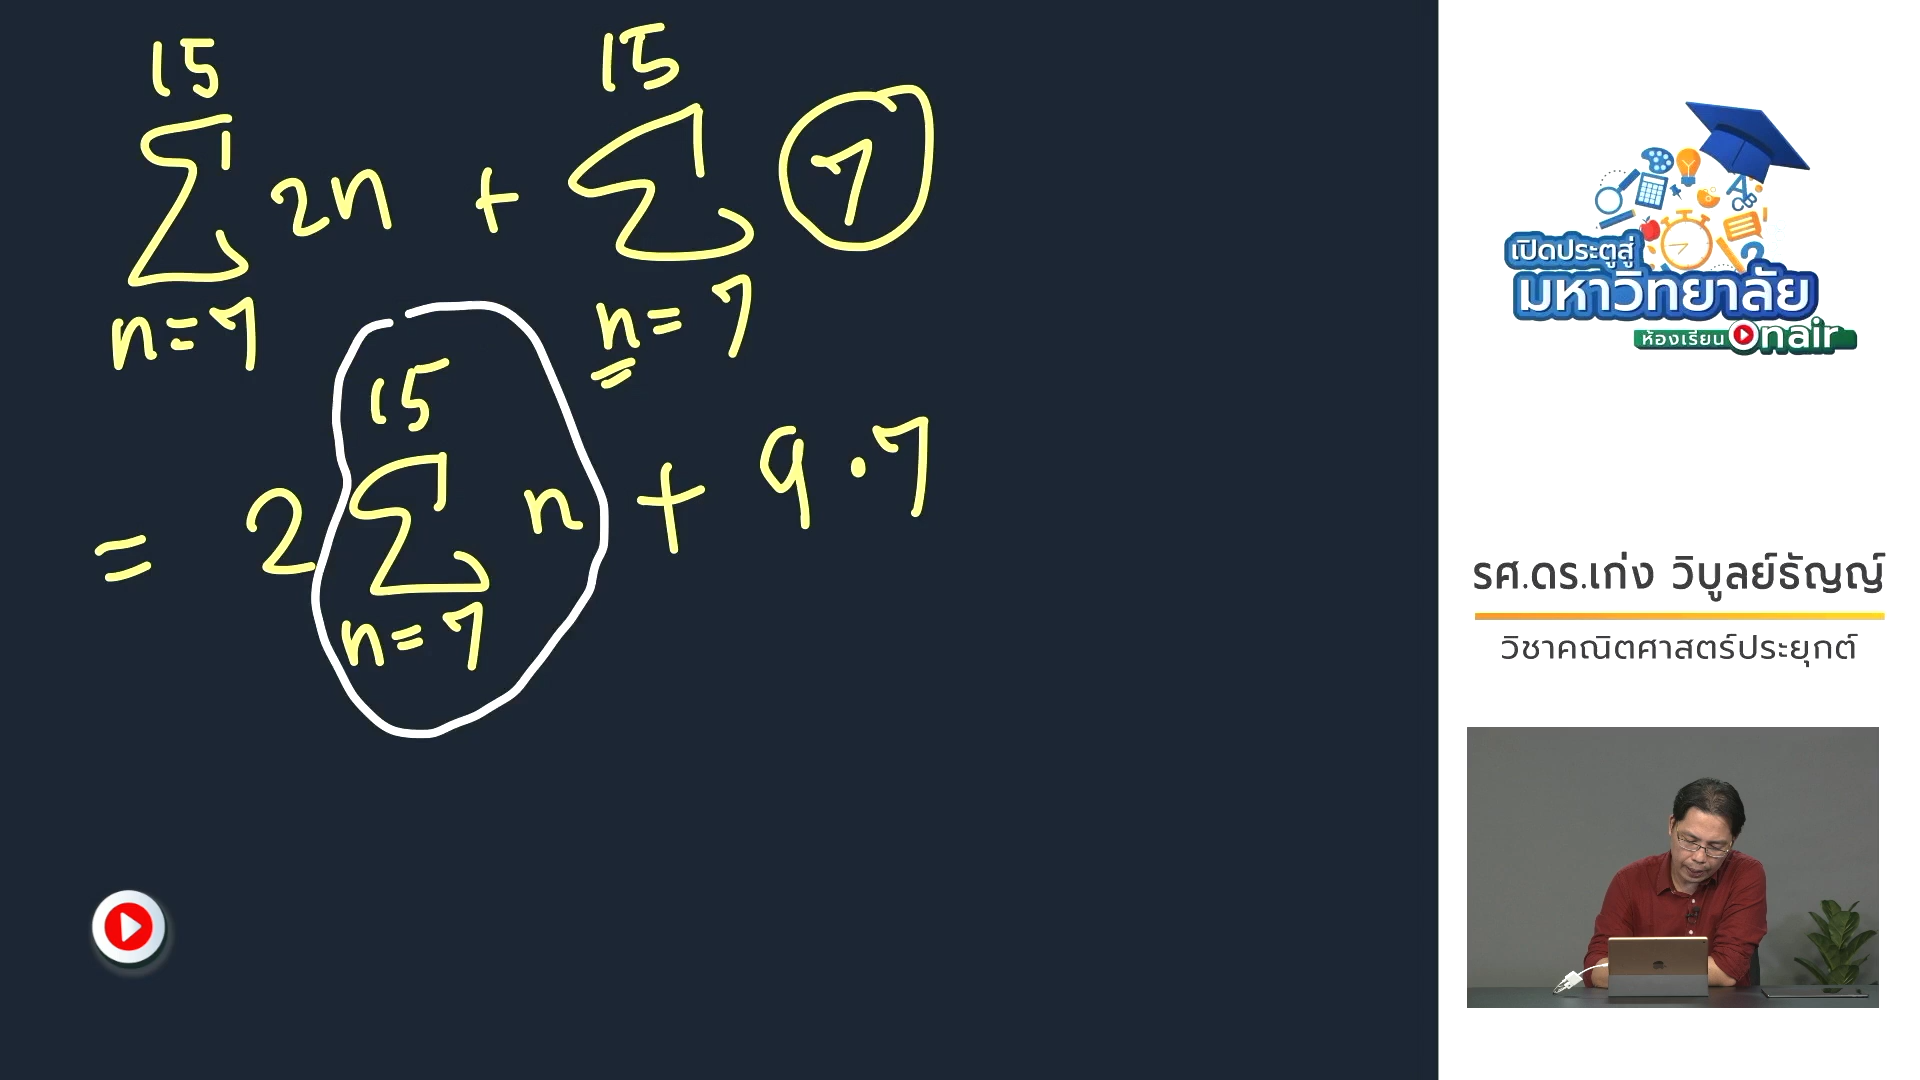 15 15
∑ 2n + ∑ 7
n=7 n=7
15
= 2 ∑ n + 9·7
n=7
เปิดประตูสู่
มหาวิทยาลัย
ห้องเรียน Onair
รศ.ดร.เก่ง วิบูลย์ธัญญ์
วิชาคณิตศาสตร์ประยุกต์